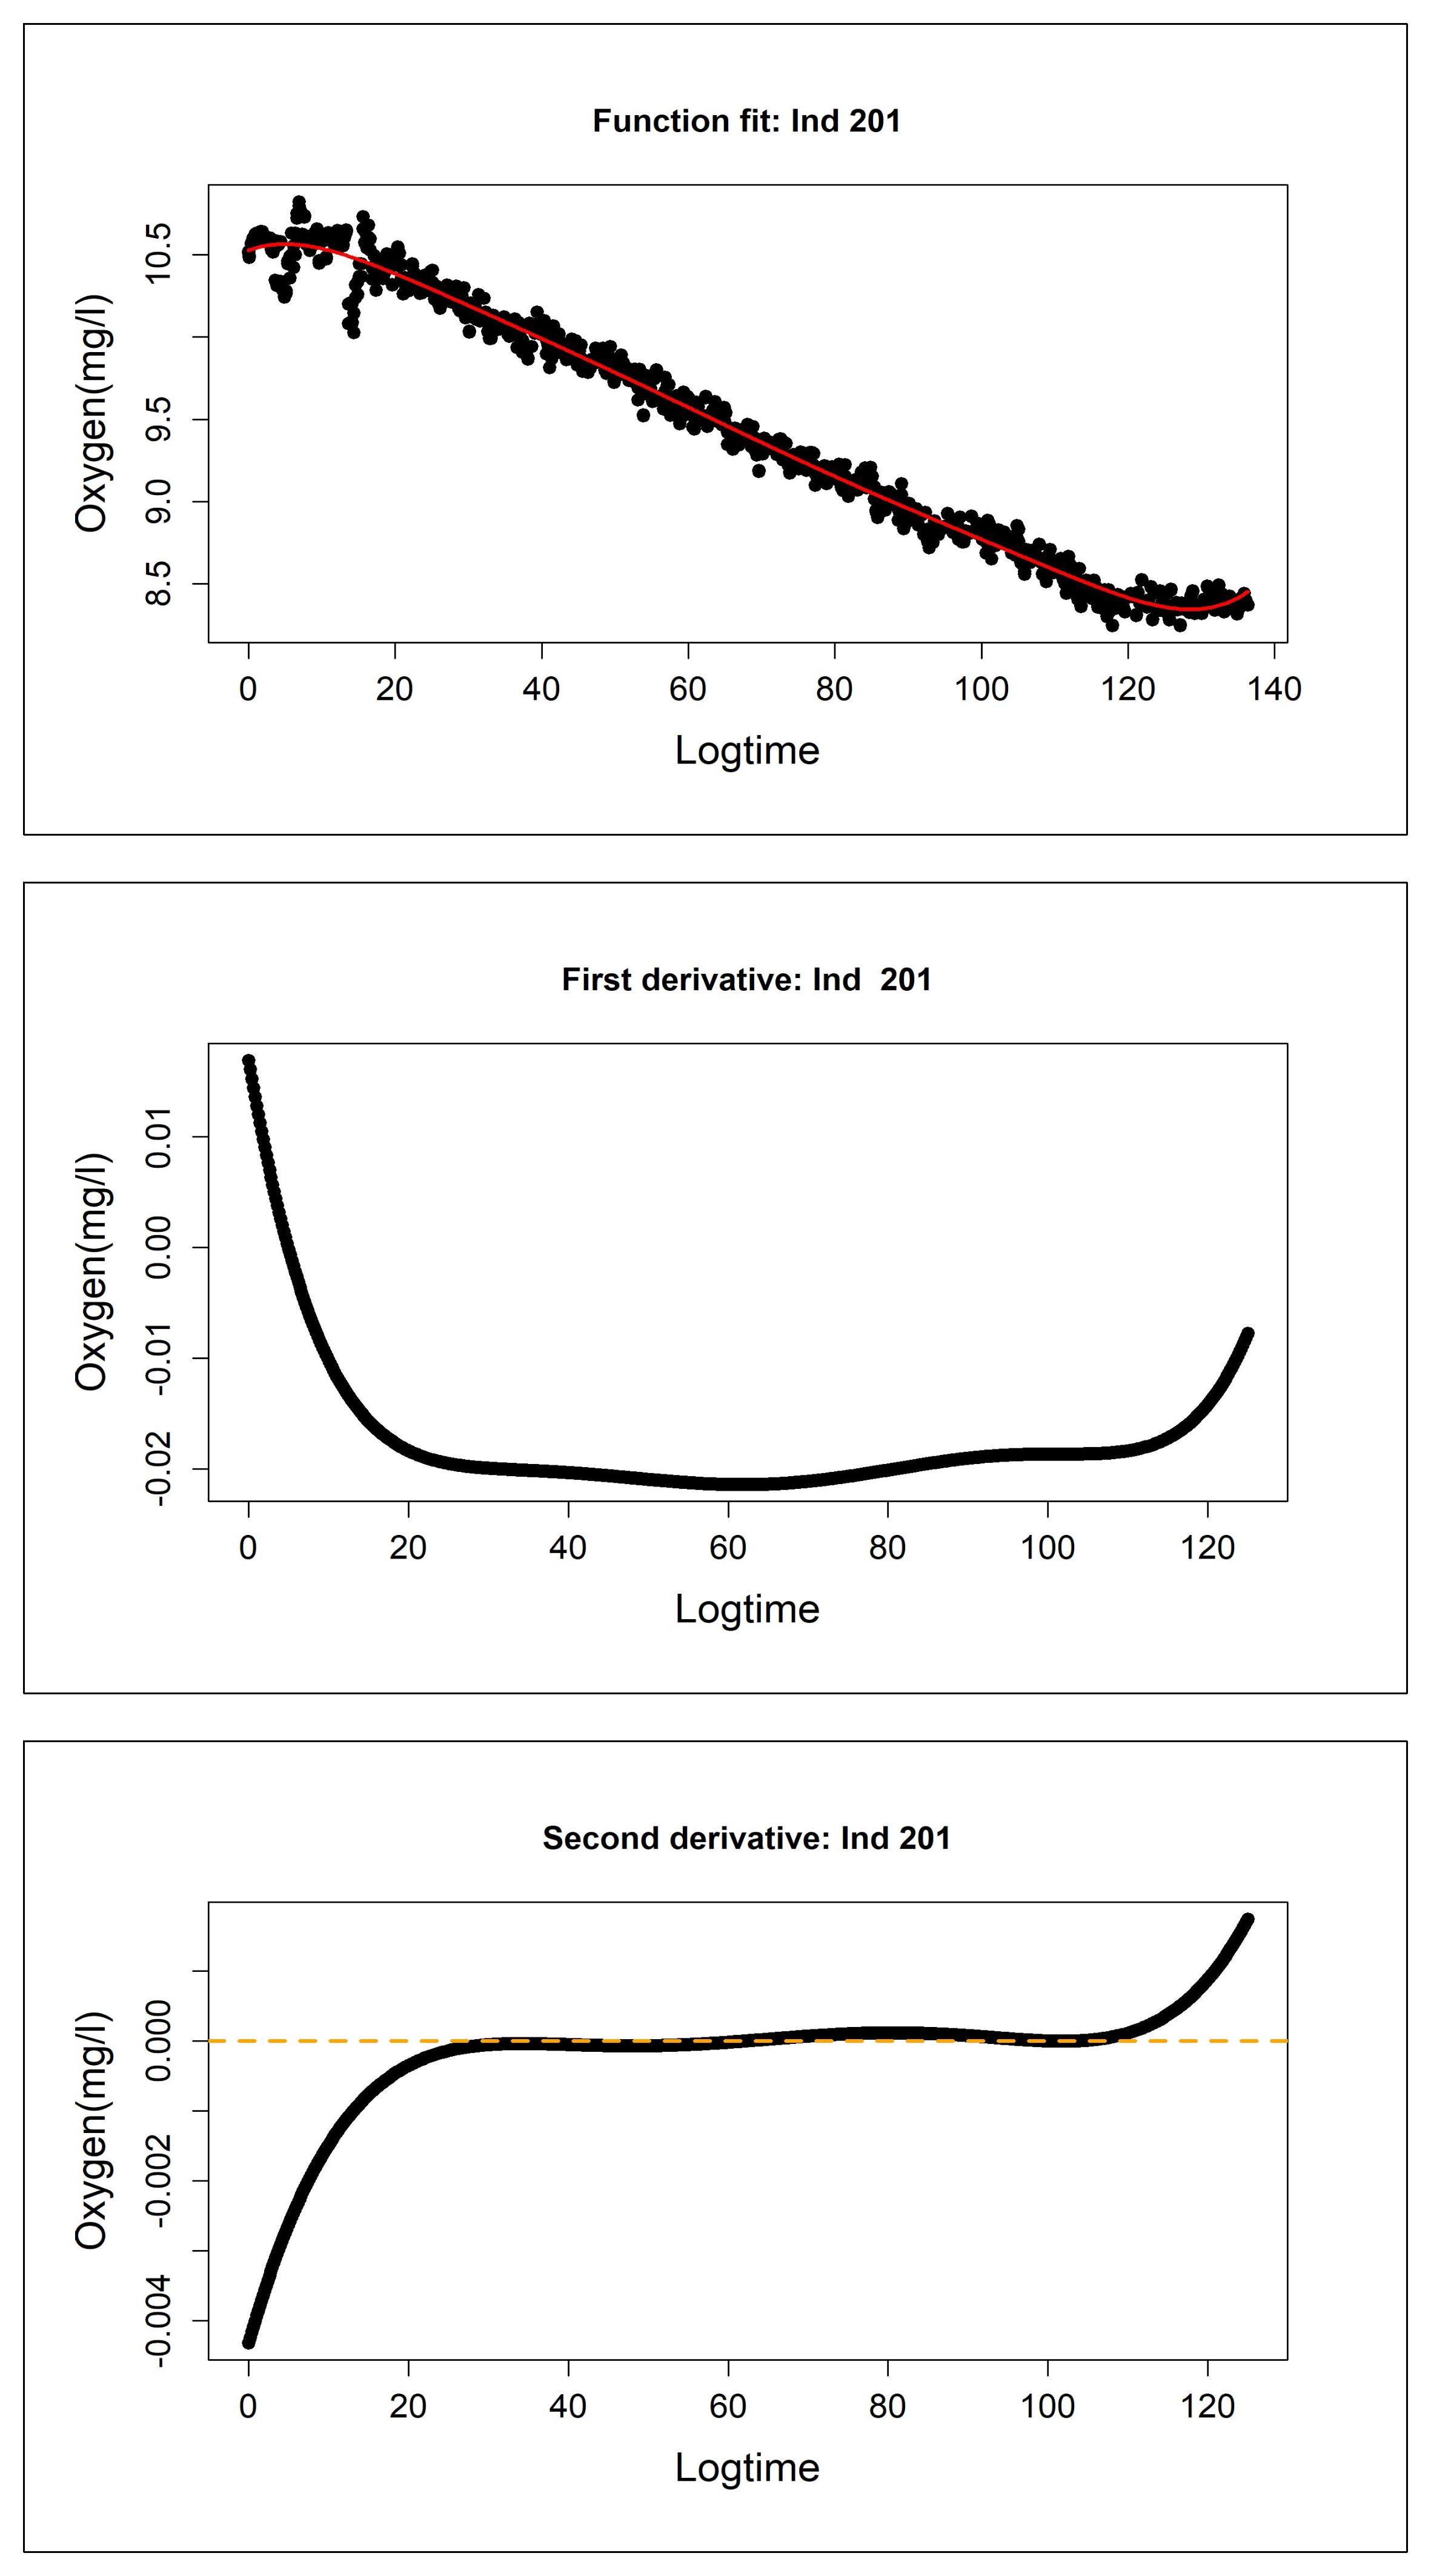 Function fit: Ind 201
Oxygen(mg/l)
10.5
9.5
9.0
8.5
0 20 40 60 80 100 120 140
Logtime
First derivative: Ind  201
Oxygen(mg/l)
0.01
0.00
-0.01
-0.02
0 20 40 60 80 100 120
Logtime
Second derivative: Ind 201
Oxygen(mg/l)
0.000
-0.002
-0.004
0 20 40 60 80 100 120
Logtime